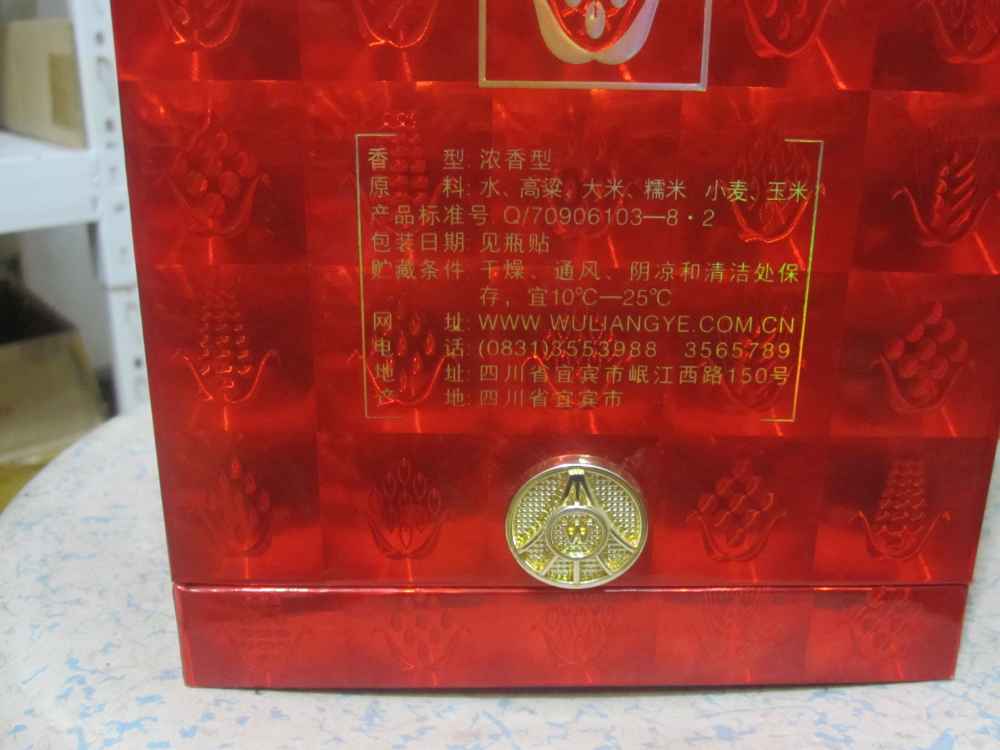 香 型: 浓香型
原 料: 水、高粱、大米、糯米 小麦、玉米
产品标准号 Q/70906103—8·2
包装日期: 见瓶贴
贮藏条件 干燥、通风、阴凉和清洁处保
存，宜10℃—25℃
网 址: WWW WULIANGYE.COM.CN
电 话: (0831)3553988 3565789
地 址: 四川省宜宾市岷江西路150号
产 地: 四川省宜宾市
W